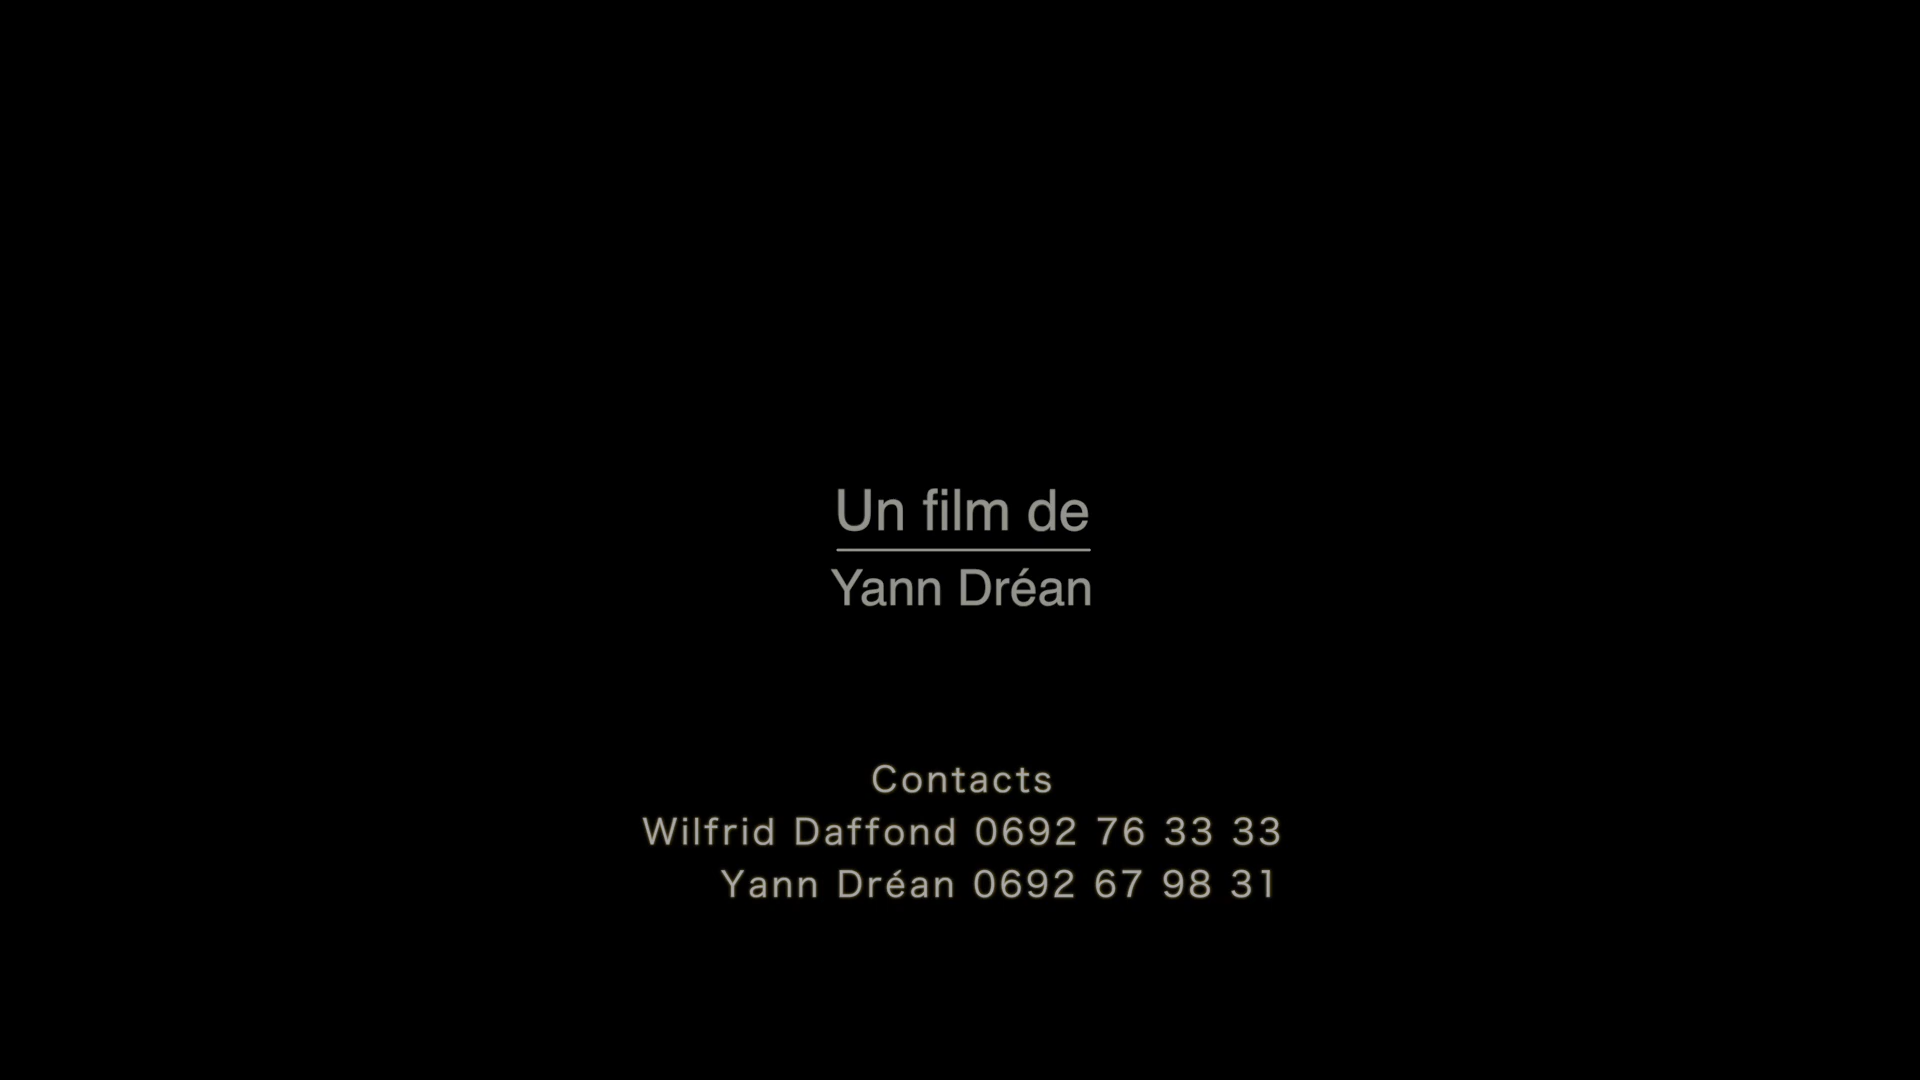 Un film de
Yann Dréan
Contacts
Wilfrid Daffond 0692 76 33 33
Yann Dréan 0692 67 98 31